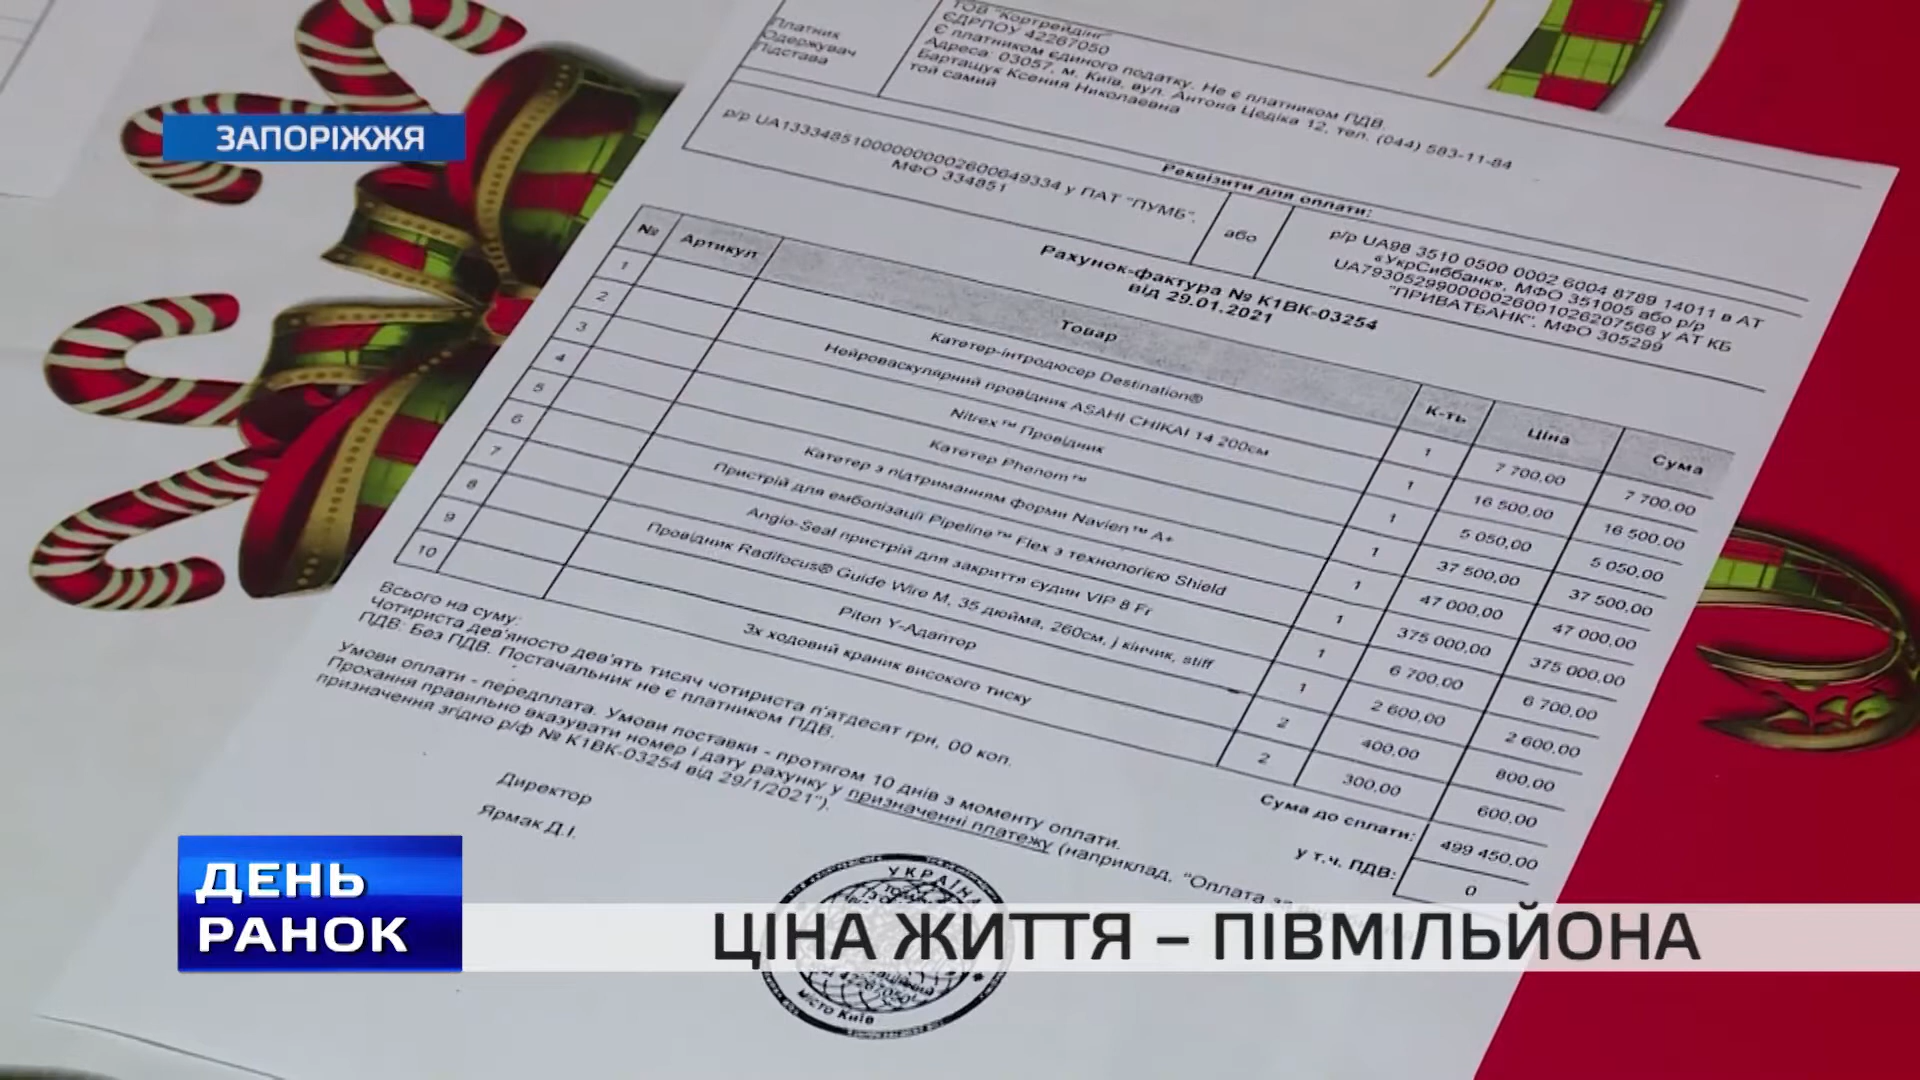 ТОВ "Кортрейдінг"
ЄДРПОУ 42267050
Є платником єдиного податку. Не є платником ПДВ.
Адреса: 03057, м. Київ, вул. Антона Цедіка 12, тел. (044) 583-11-84
Платник Бартащук Ксения Николаевна
Одержувач той самий
Підстава
Реквізити для оплати:
р/р UA133348510000000002600649334 у ПАТ "ПУМБ",
МФО 334851
або
р/р UA98 3510 0500 0002 6004 8789 14011 в АТ
«УкрСиббанк», МФО 351005 або р/р
UA793052990000026001026207566 у АТ КБ
"ПРИВАТБАНК", МФО 305299
Рахунок-фактура № К1ВК-03254
від 29.01.2021
№ Артикул Товар К-ть Ціна Сума
1 Катетер-інтродюсер Destination® 1 7 700,00 7 700,00
2 Нейроваскулярний провідник ASAHI CHIKAI 14 200см 1 16 500,00 16 500,00
3 Nitrex™ Провідник 1 5 050,00 5 050,00
4 Катетер Phenom™ 1 37 500,00 37 500,00
5 Катетер з підтриманням форми Navien™ A+ 1 47 000,00 47 000,00
6 Пристрій для емболізації Pipeline™ Flex з технологією Shield 1 375 000,00 375 000,00
7 Angio-Seal пристрій для закриття судин VIP 8 Fr 1 6 700,00 6 700,00
8 Провідник Radifocus® Guide Wire M, 35 дюйма, 260см, j кінчик, stiff 1 2 600,00 2 600,00
9 Piton Y-Адаптор 2 400,00 800,00
10 3х ходовий краник високого тиску 2 300,00 600,00
Сума до сплати: 499 450,00
у т.ч. ПДВ: 0
Всього на суму:
Чотириста дев'яносто дев'ять тисяч чотириста п'ятдесят грн, 00 коп.
ПДВ: Без ПДВ. Постачальник не є платником ПДВ.
Умови оплати - передплата. Умови поставки - протягом 10 днів з моменту оплати.
Прохання правильно вказувати номер і дату рахунку у призначенні платежу (наприклад, "Оплата за
призначення згідно р/ф № К1ВК-03254 від 29/1/2021").
Директор
Ярмак Д.І.
УКРАЇНА
42267050
місто Київ
ЗАПОРІЖЖЯ
ДЕНЬ
РАНОК
ЦІНА ЖИТТЯ – ПІВМІЛЬЙОНА